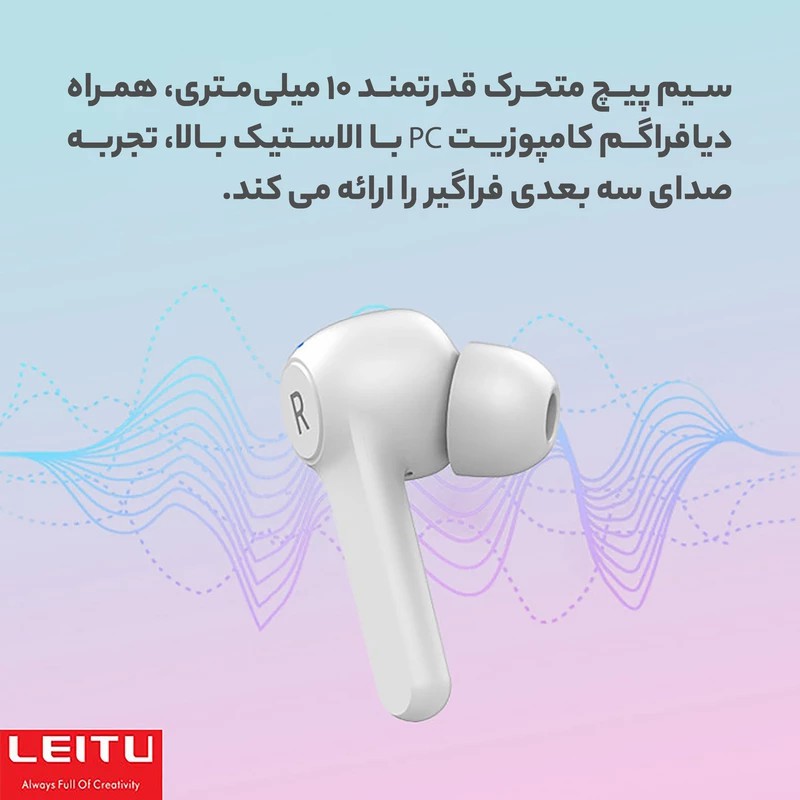 سیم پیچ متحرک قدرتمند ۱۰ میلی‌متری، همراه
دیافراگم کامپوزیت PC با الاستیک بالا، تجربه
صدای سه بعدی فراگیر را ارائه می کند.
R
LEITU
Always Full Of Creativity